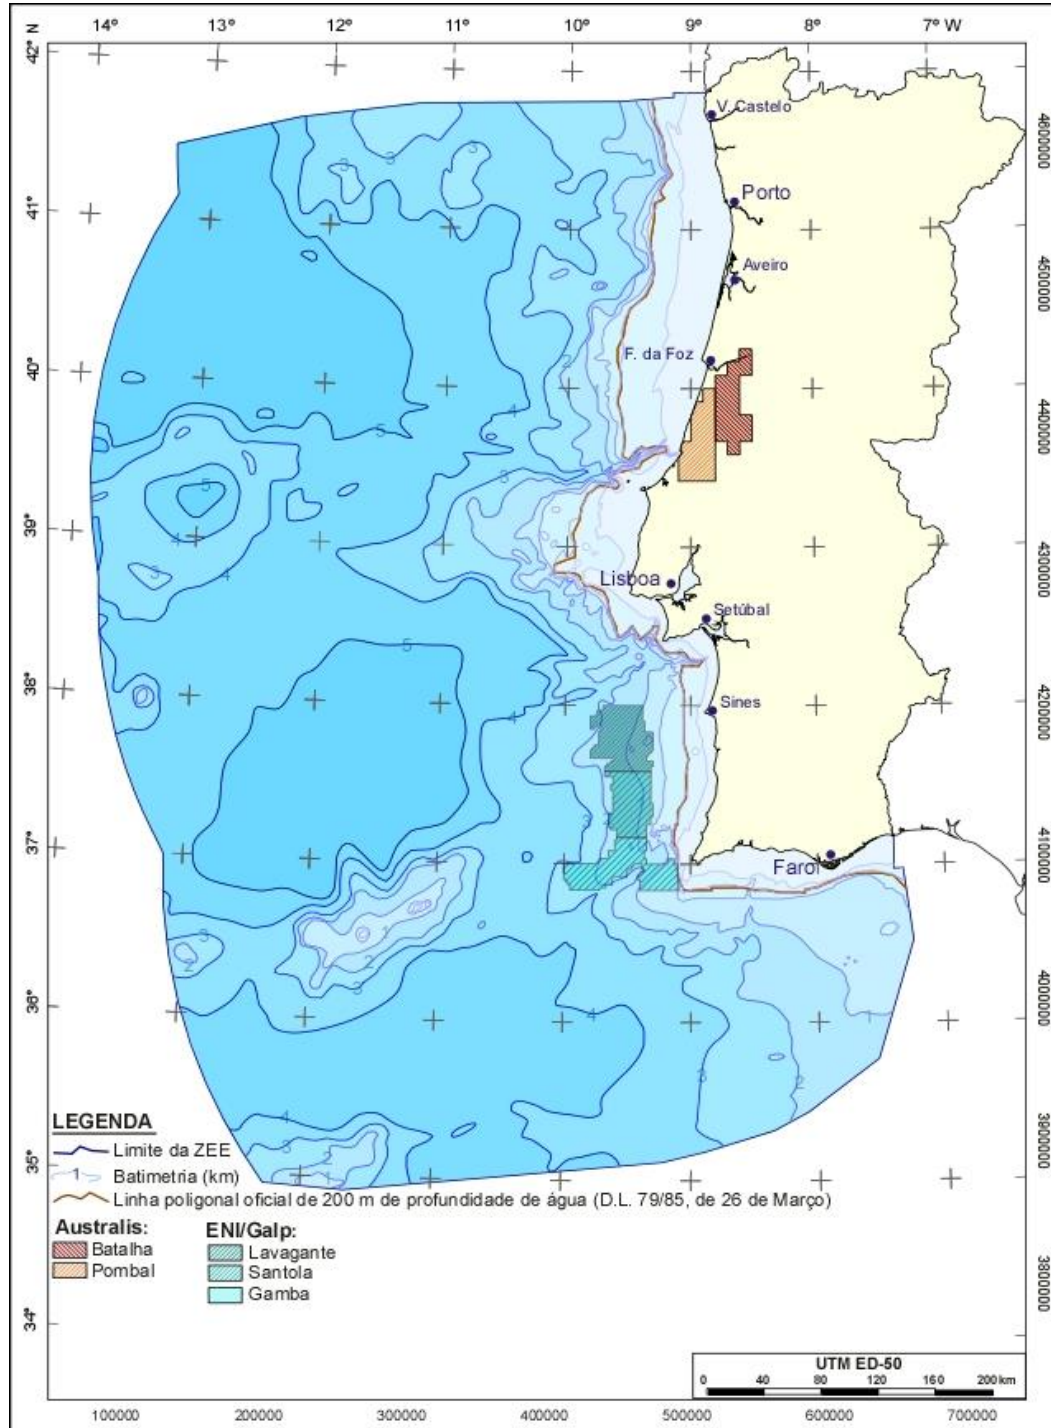 14° 13° 12° 11° 10° 9° 8° 7° W
42° N
V. Castelo
4600000
Porto
41°
Aveiro
4500000
F. da Foz
40°
4400000
39°
4300000
Lisboa
Setúbal
38°
Sines
4200000
37°
4100000
Faro
36°
4000000
LEGENDA
Limite da ZEE
1 Batimetria (km)
Linha poligonal oficial de 200 m de profundidade de água (D.L. 79/85, de 26 de Março)
35°
3900000
Australis:
Batalha
Pombal
ENI/Galp:
Lavagante
Santola
Gamba
3800000
34°
UTM ED-50
0 40 80 120 160 200 km
100000 200000 300000 400000 500000 600000 700000